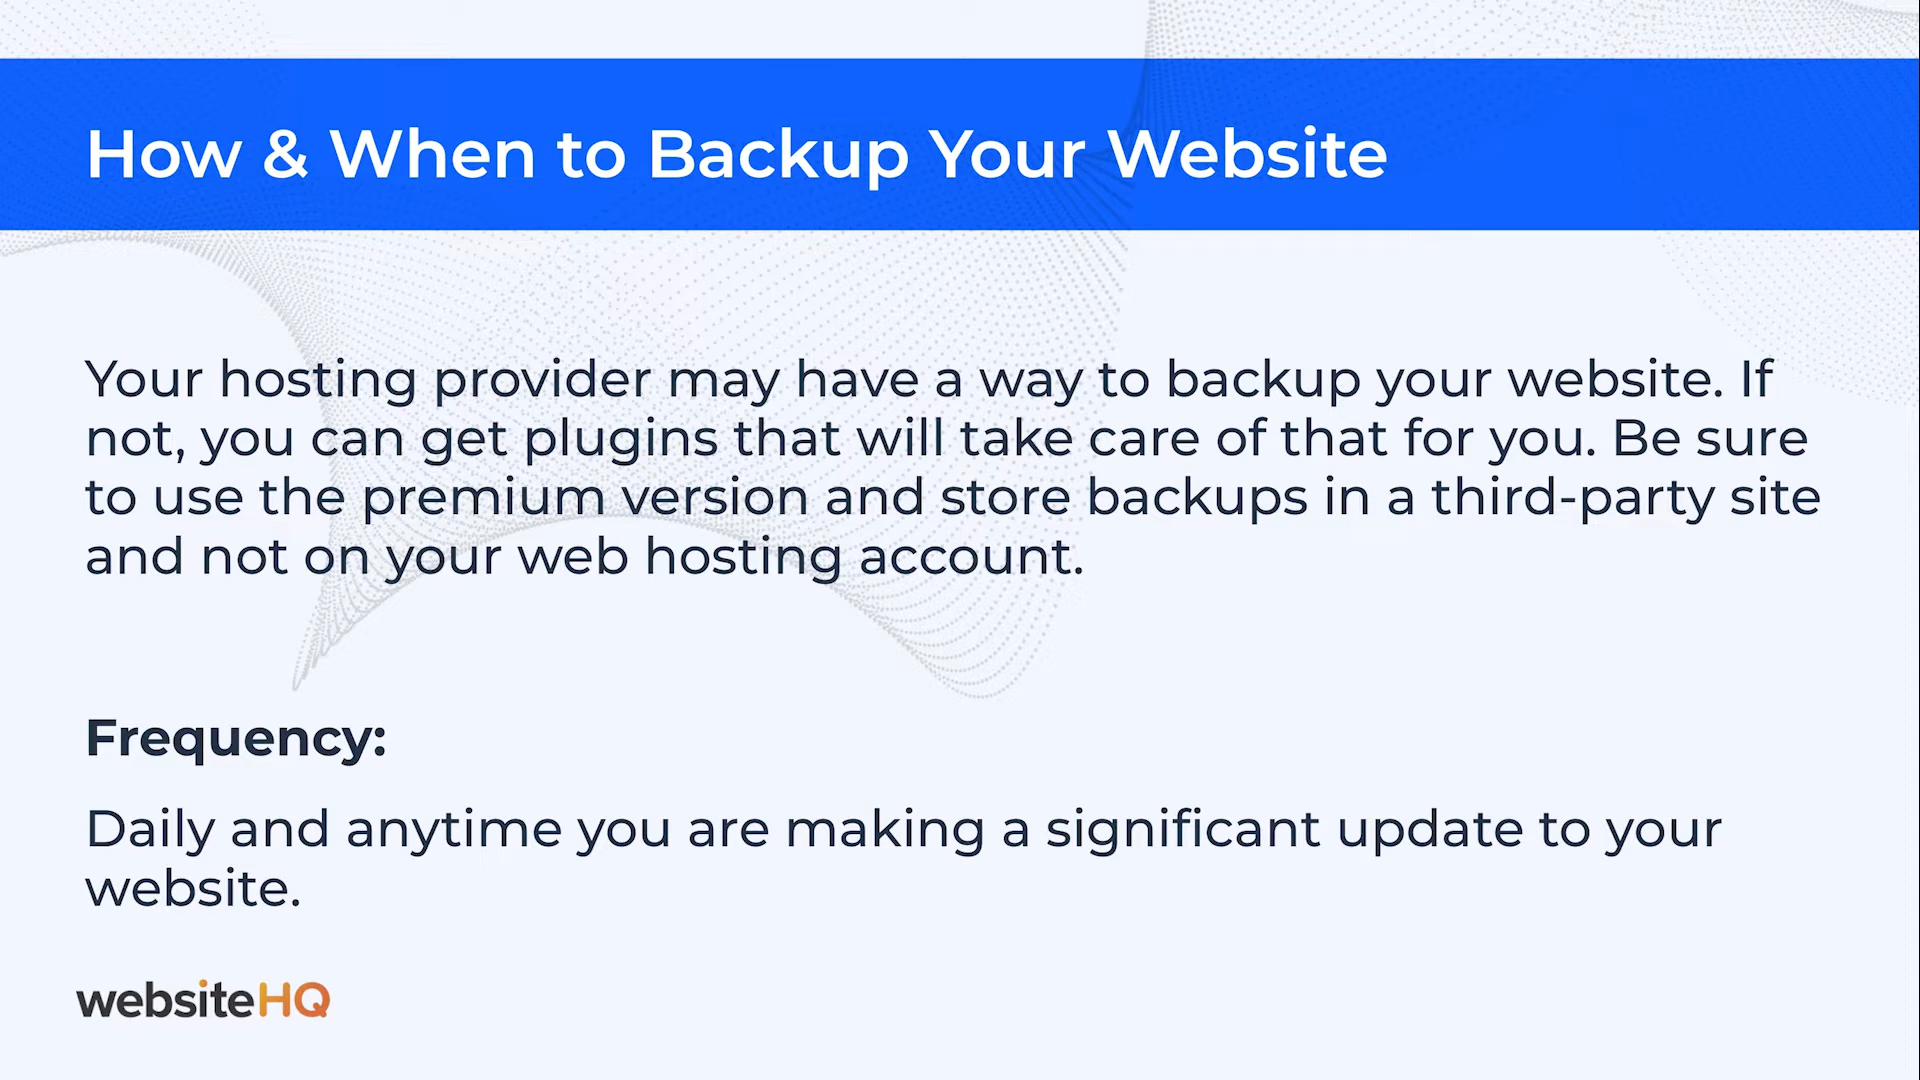 How & When to Backup Your Website
Your hosting provider may have a way to backup your website. If
not, you can get plugins that will take care of that for you. Be sure
to use the premium version and store backups in a third-party site
and not on your web hosting account.
Frequency:
Daily and anytime you are making a significant update to your
website.
websiteHQ